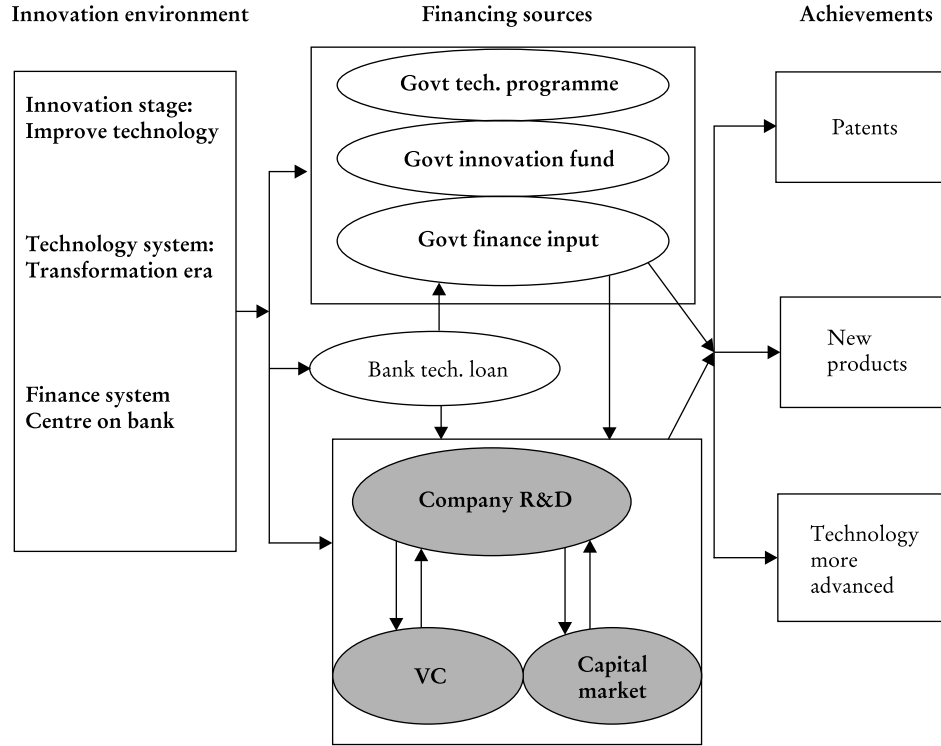 Innovation environment
Financing sources
Achievements
Innovation stage:
Improve technology
Technology system:
Transformation era
Finance system
Centre on bank
Govt tech. programme
Govt innovation fund
Govt finance input
Bank tech. loan
Company R&D
VC
Capital
market
Patents
New
products
Technology
more
advanced